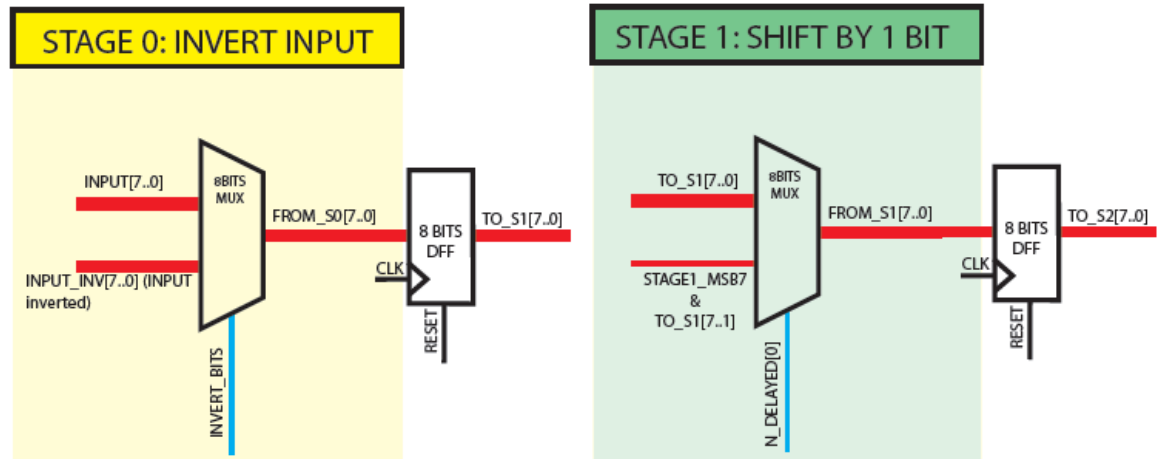 STAGE 0: INVERT INPUT
INPUT[7..0]
8BITS
MUX
FROM_S0[7..0]
INPUT_INV[7..0] (INPUT
inverted)
INVERT_BITS
8 BITS
DFF
CLK
RESET
TO_S1[7..0]
STAGE 1: SHIFT BY 1 BIT
TO_S1[7..0]
8BITS
MUX
FROM_S1[7..0]
STAGE1_MSB7
&
TO_S1[7..1]
N_DELAYED[0]
8 BITS
DFF
CLK
RESET
TO_S2[7..0]